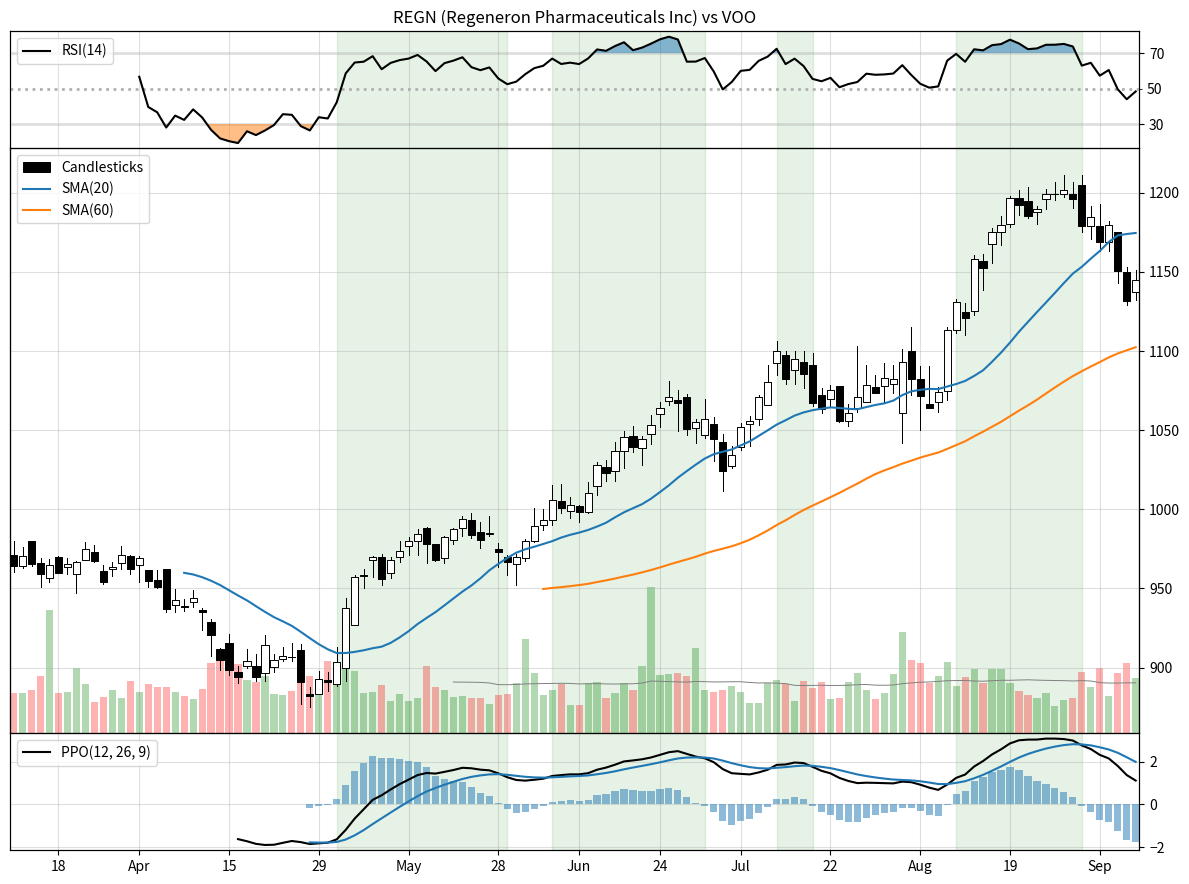 REGN (Regeneron Pharmaceuticals Inc) vs VOO
RSI(14)
70
50
30
Candlesticks
SMA(20)
SMA(60)
1200
1150
1100
1050
1000
950
900
PPO(12, 26, 9)
2
0
−2
18 Apr 15 29 May 28 Jun 24 Jul 22 Aug 19 Sep